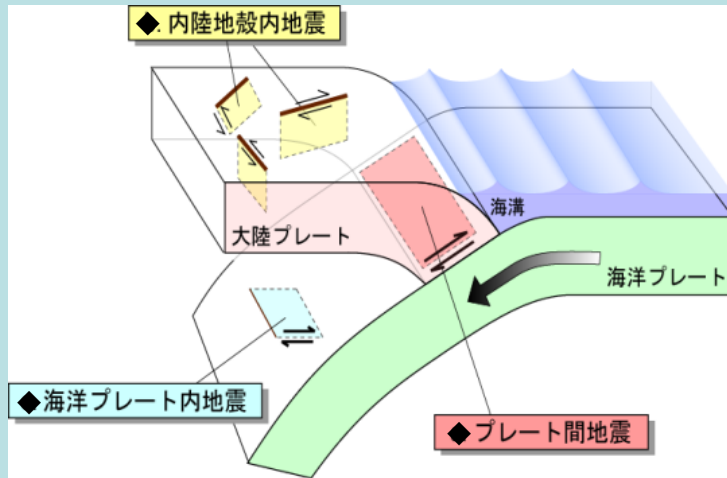 ◆. 内陸地殻内地震
海溝
大陸プレート
海洋プレート
◆海洋プレート内地震
◆プレート間地震